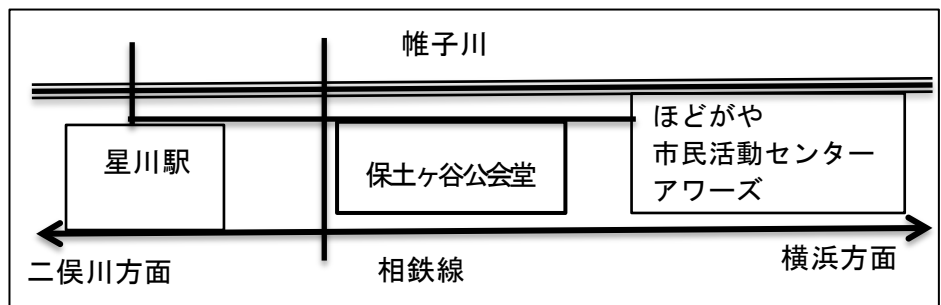 帷子川
ほどがや
市民活動センター
アワーズ
星川駅
保土ヶ谷公会堂
二俣川方面
相鉄線
横浜方面